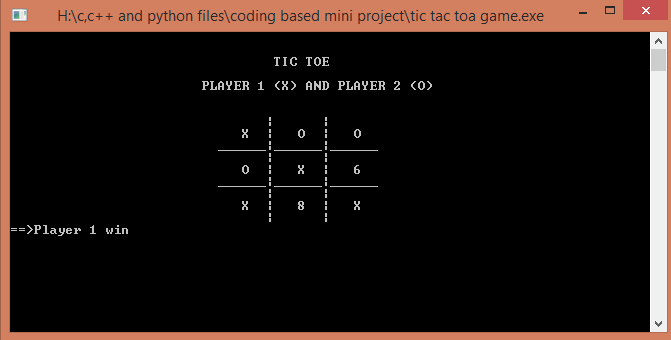 H:\c,c++ and python files\coding based mini project\tic tac toa game.exe
TIC TOE
PLAYER 1 (X) AND PLAYER 2 (O)
X O O
O X 6
X 8 X
==>Player 1 win